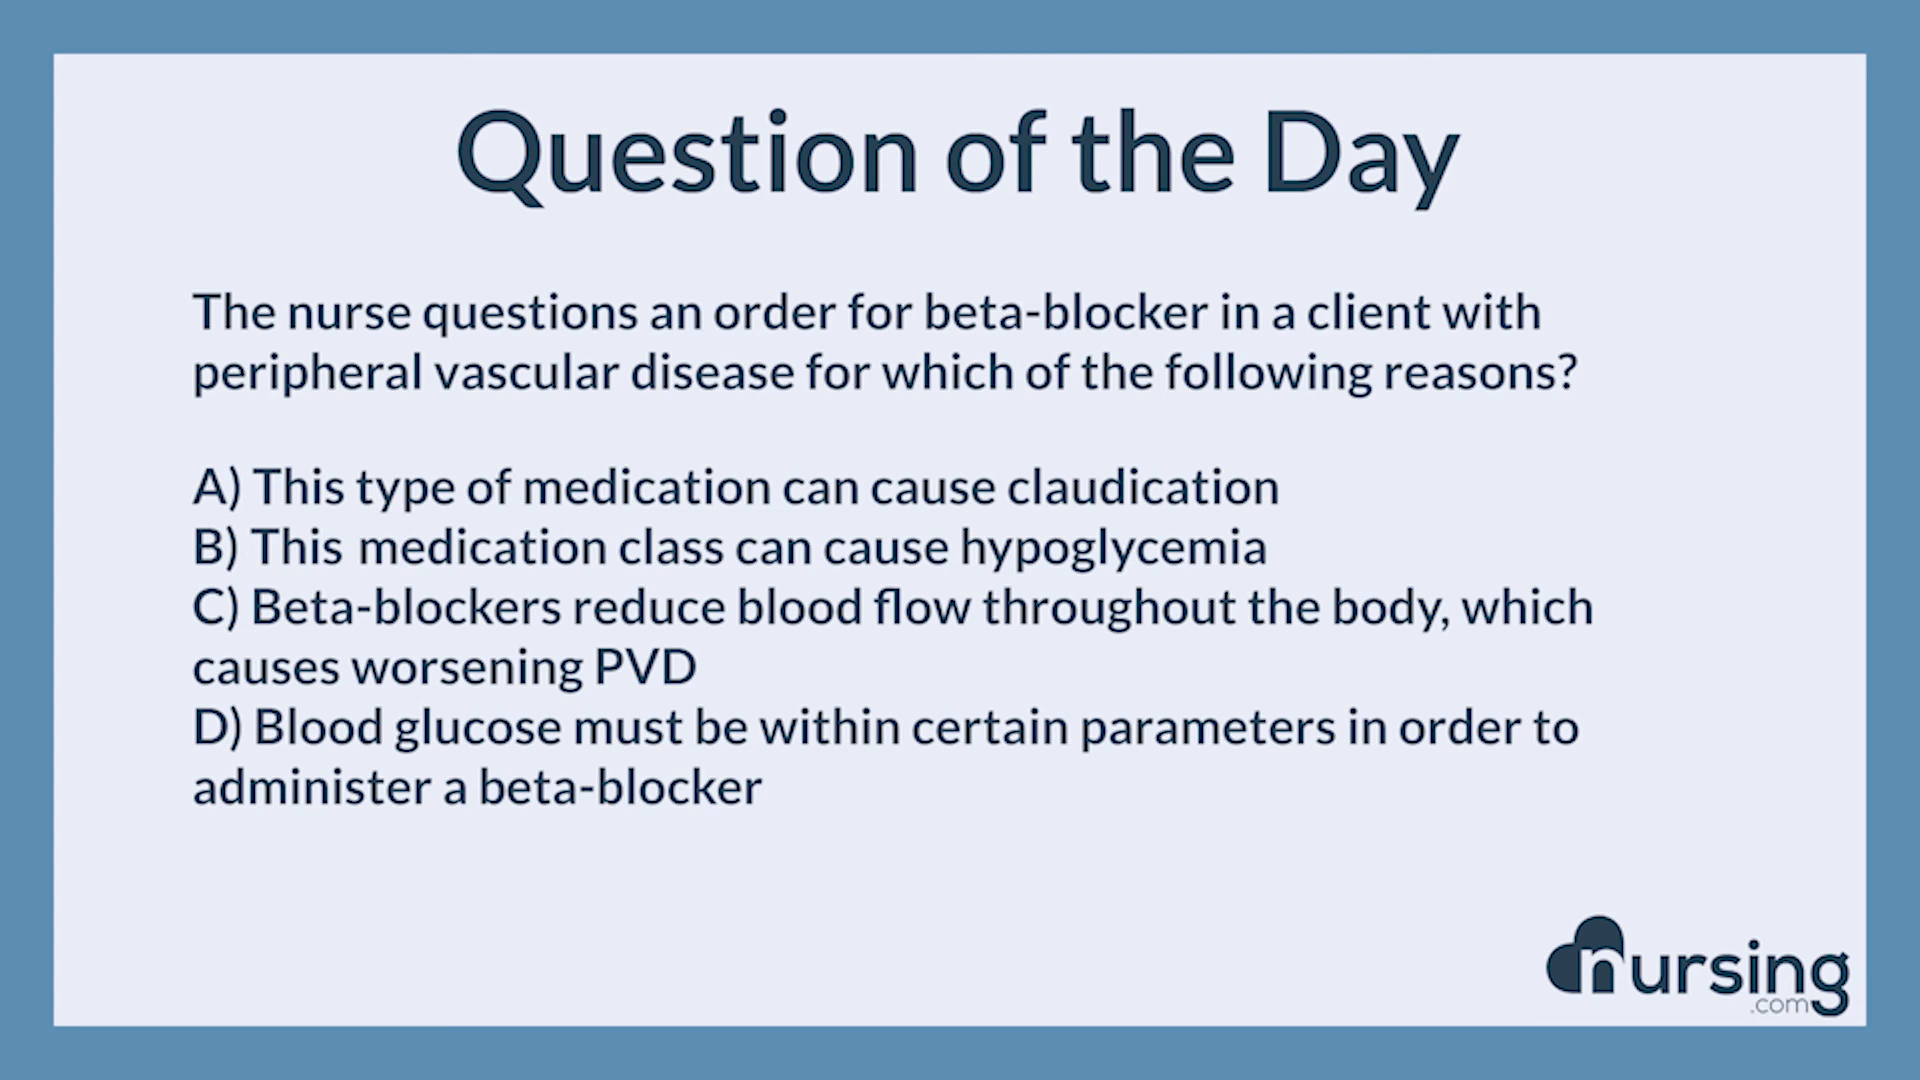 Question of the Day
The nurse questions an order for beta-blocker in a client with
peripheral vascular disease for which of the following reasons?
A) This type of medication can cause claudication
B) This medication class can cause hypoglycemia
C) Beta-blockers reduce blood flow throughout the body, which
causes worsening PVD
D) Blood glucose must be within certain parameters in order to
administer a beta-blocker
nursing
.com